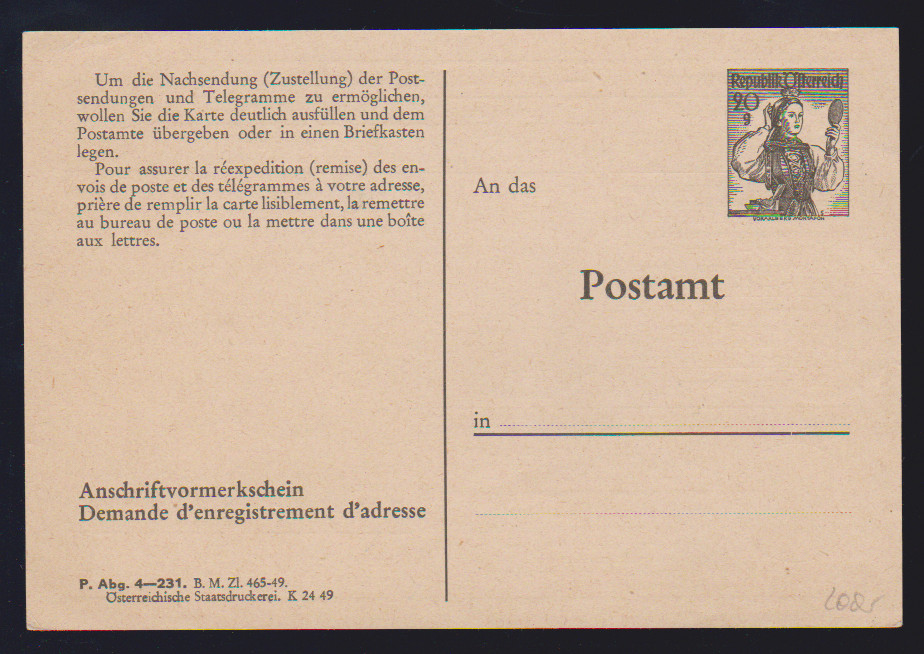 Um die Nachsendung (Zustellung) der Post-
sendungen und Telegramme zu ermöglichen,
wollen Sie die Karte deutlich ausfüllen und dem
Postamte übergeben oder in einen Briefkasten
legen.
Pour assurer la réexpedition (remise) des en-
vois de poste et des télégrammes à votre adresse,
prière de remplir la carte lisiblement, la remettre
au bureau de poste ou la mettre dans une boîte
aux lettres.
Anschriftvormerkschein
Demande d'enregistrement d'adresse
P. Abg. 4—231. B. M. Zl. 465-49.
Österreichische Staatsdruckerei. K 24 49
Republik Österreich
20
g
VORARLBERG MONTAFON
An das
Postamt
in